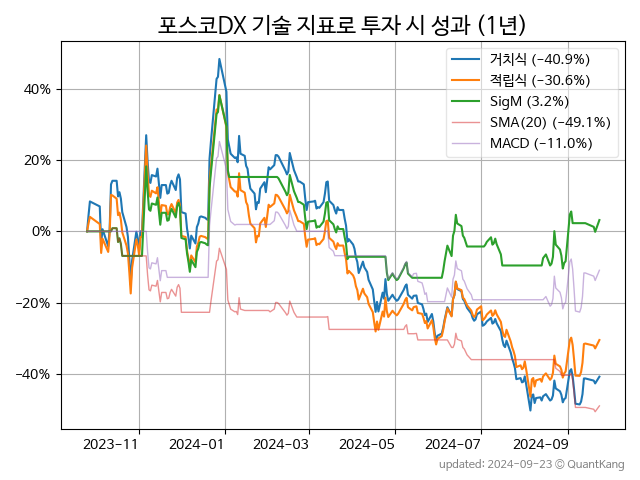 포스코DX 기술 지표로 투자 시 성과 (1년)
거치식 (−40.9%)
적립식 (−30.6%)
SigM (3.2%)
SMA(20) (−49.1%)
MACD (−11.0%)
40%
20%
0%
−20%
−40%
2023−11 2024−01 2024−03 2024−05 2024−07 2024−09
updated: 2024-09-23 © QuantKang